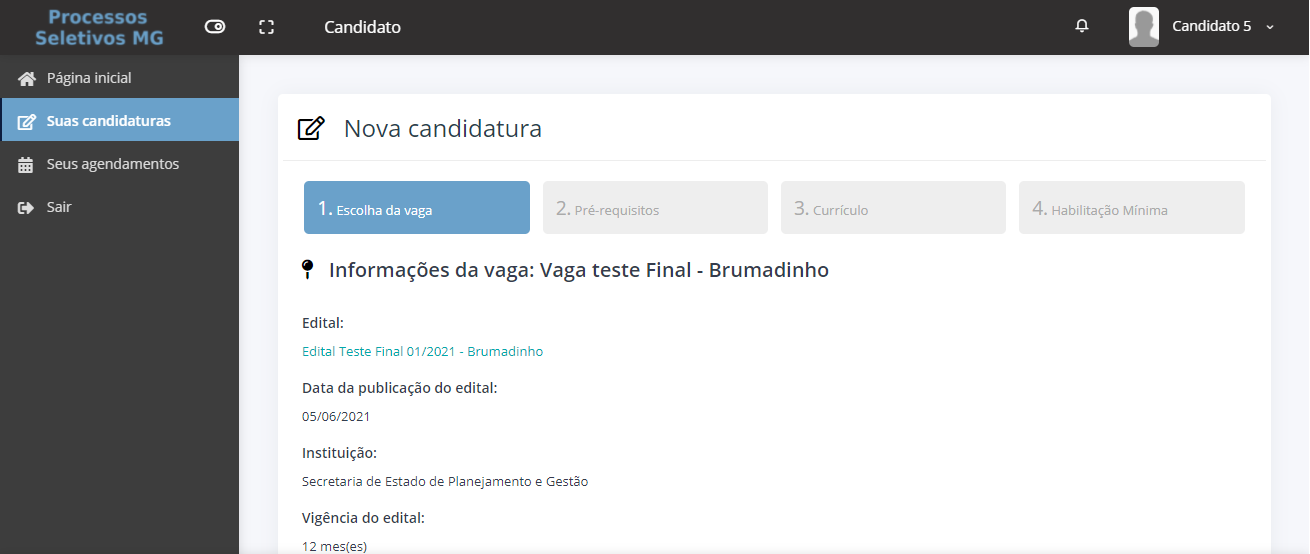 Processos
Seletivos MG
Candidato
Candidato 5
Página inicial
Suas candidaturas
Seus agendamentos
Sair
Nova candidatura
1. Escolha da vaga
2. Pré-requisitos
3. Currículo
4. Habilitação Mínima
Informações da vaga: Vaga teste Final - Brumadinho
Edital:
Edital Teste Final 01/2021 - Brumadinho
Data da publicação do edital:
05/06/2021
Instituição:
Secretaria de Estado de Planejamento e Gestão
Vigência do edital:
12 mes(es)